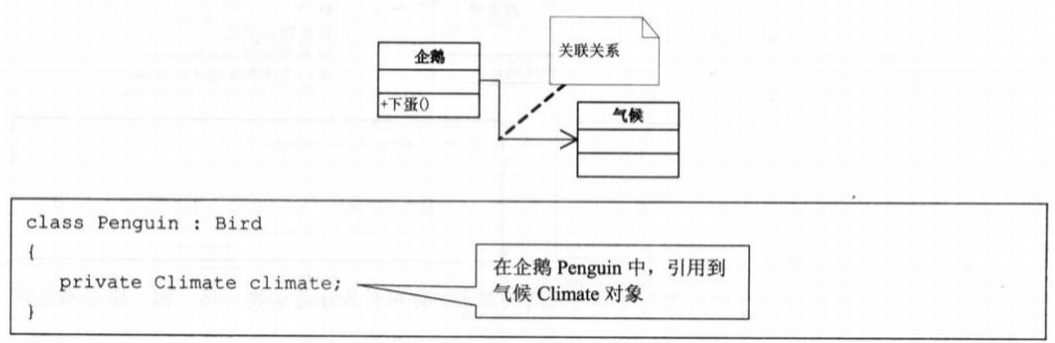 企鹅
+下蛋()
关联关系
气候
class Penguin : Bird
{
private Climate climate;
}
在企鹅 Penguin 中，引用到
气候 Climate 对象